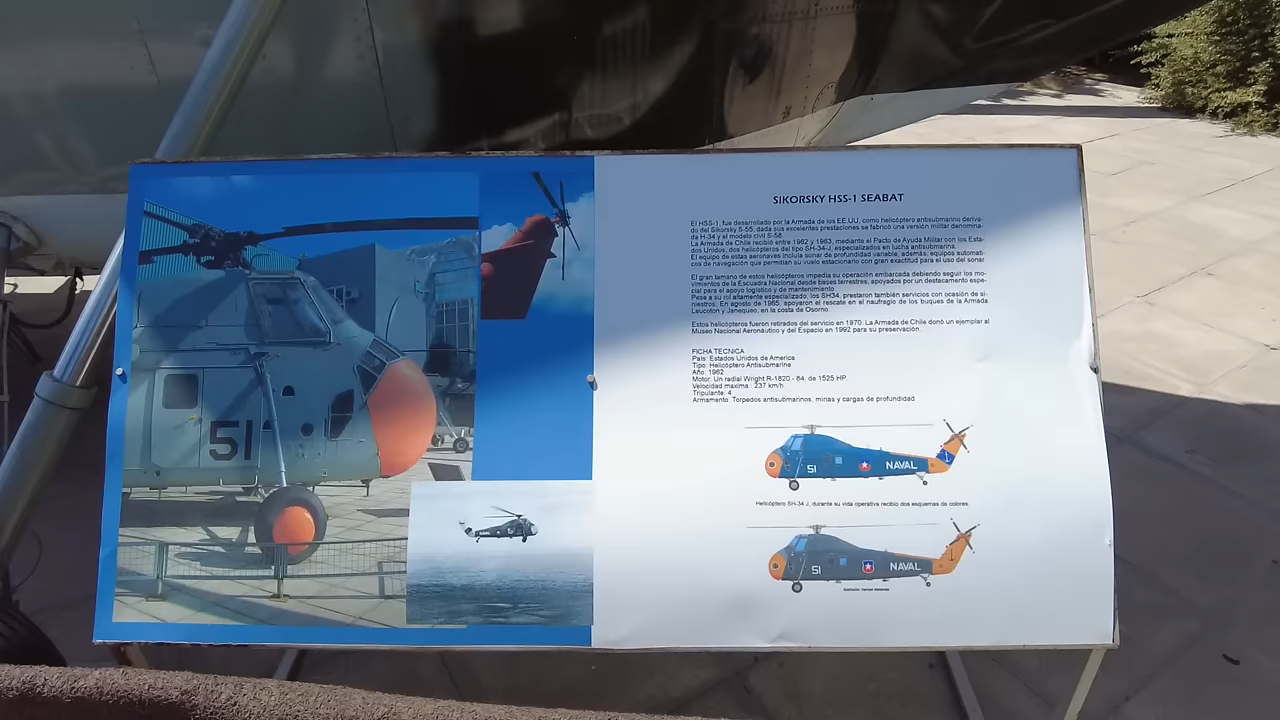 SIKORSKY HSS-1 SEABAT
El HSS-1, fue desarrollado por la Armada de los EE.UU, como helicóptero antisubmarino deriva-
do del Sikorsky S-55, dada sus excelentes prestaciones se fabricó una versión militar denomina-
da H-34 y el modelo civil S-58.
La Armada de Chile recibió entre 1962 y 1963, mediante el Pacto de Ayuda Militar con los Esta-
dos Unidos, dos helicópteros del tipo SH-34-J, especializados en lucha antisubmarina.
El equipo de estas aeronaves incluía sonar de profundidad variable, además, equipos automáti-
cos de navegación que permitían su vuelo estacionario con gran exactitud para el uso del sonar
El gran tamano de estos helicópteros impedía su operación embarcada debiendo seguir los mo-
vimientos de la Escuadra Nacional desde bases terrestres, apoyados por un destacamento espe-
cial para el apoyo logístico y de mantenimiento
Pese a su rol altamente especializado, los SH34, prestaron también servicios con ocasión de si-
niestros. En agosto de 1965, apoyaron el rescate en el naufragio de los buques de la Armada
Leucoton y Janequeo, en la costa de Osorno
Estos helicópteros fueron retirados del servicio en 1970. La Armada de Chile donó un ejemplar al
Museo Nacional Aeronáutico y del Espacio en 1992 para su preservación.
FICHA TECNICA
País: Estados Unidos de America
Tipo: Helicóptero Antisubmarine
Año: 1962
Motor: Un radial Wright R-1820 - 84, de 1525 HP.
Velocidad maxima : 237 km/h.
Tripulante: 4
Armamento: Torpedos antisubmarinos, minas y cargas de profundidad
51
51 NAVAL
Helicóptero SH-34 J, durante su vida operativa recibió dos esquemas de colores.
51 NAVAL